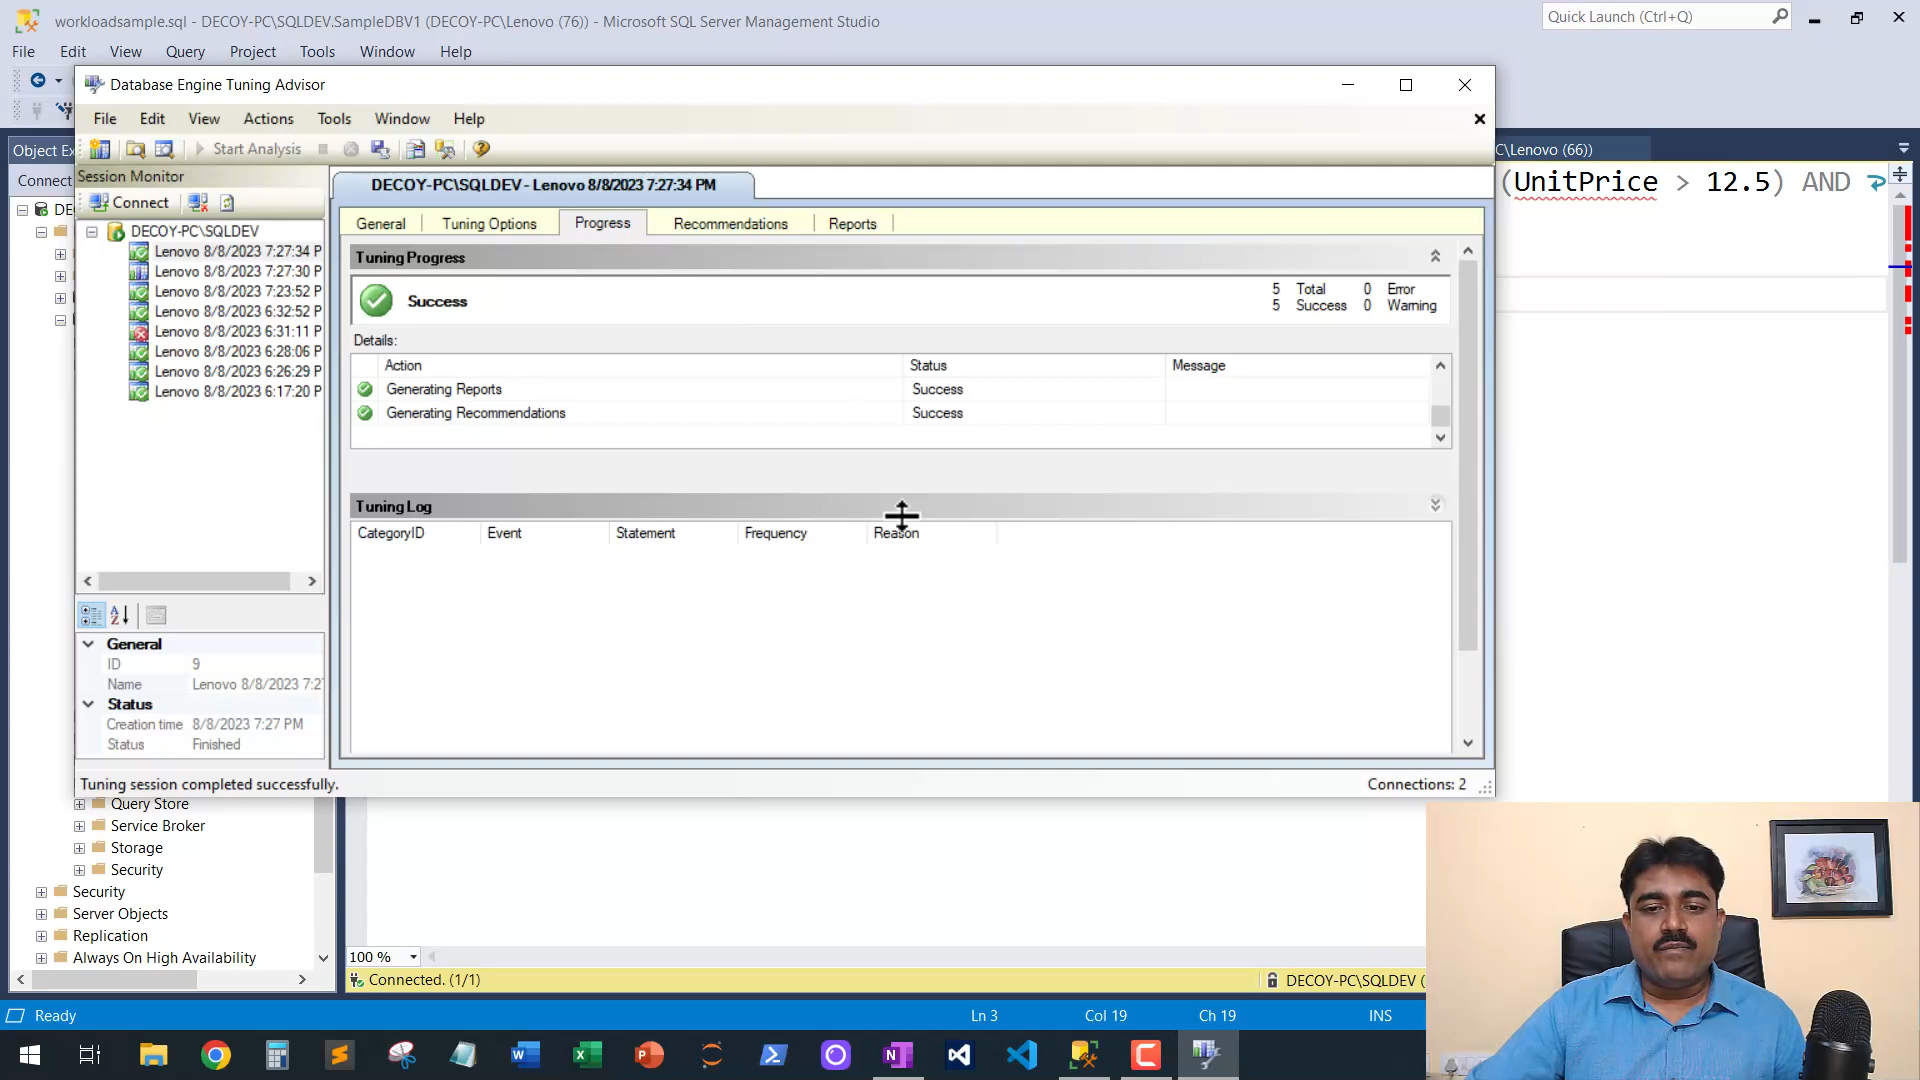 workloadsample.sql - DECOY-PC\SQLDEV.SampleDBV1 (DECOY-PC\Lenovo (76)) - Microsoft SQL Server Management Studio
Quick Launch (Ctrl+Q)
File Edit View Query Project Tools Window Help
Database Engine Tuning Advisor
File Edit View Actions Tools Window Help
Start Analysis
Object Ex
C\Lenovo (66))
Connect
(UnitPrice > 12.5) AND
DE
Session Monitor
Connect
DECOY-PC\SQLDEV
Lenovo 8/8/2023 7:27:34 P
Lenovo 8/8/2023 7:27:30 P
Lenovo 8/8/2023 7:23:52 P
Lenovo 8/8/2023 6:32:52 P
Lenovo 8/8/2023 6:31:11 P
Lenovo 8/8/2023 6:28:06 P
Lenovo 8/8/2023 6:26:29 P
Lenovo 8/8/2023 6:17:20 P
General
ID 9
Name Lenovo 8/8/2023 7:27
Status
Creation time 8/8/2023 7:27 PM
Status Finished
DECOY-PC\SQLDEV - Lenovo 8/8/2023 7:27:34 PM
General Tuning Options Progress Recommendations Reports
Tuning Progress
Success
5 Total 0 Error
5 Success 0 Warning
Details:
Action Status Message
Generating Reports Success
Generating Recommendations Success
Tuning Log
CategoryID Event Statement Frequency Reason
Tuning session completed successfully.
Connections: 2
Query Store
Service Broker
Storage
Security
Security
Server Objects
Replication
Always On High Availability
100 %
Connected. (1/1)
DECOY-PC\SQLDEV (
Ready
Ln 3 Col 19 Ch 19 INS